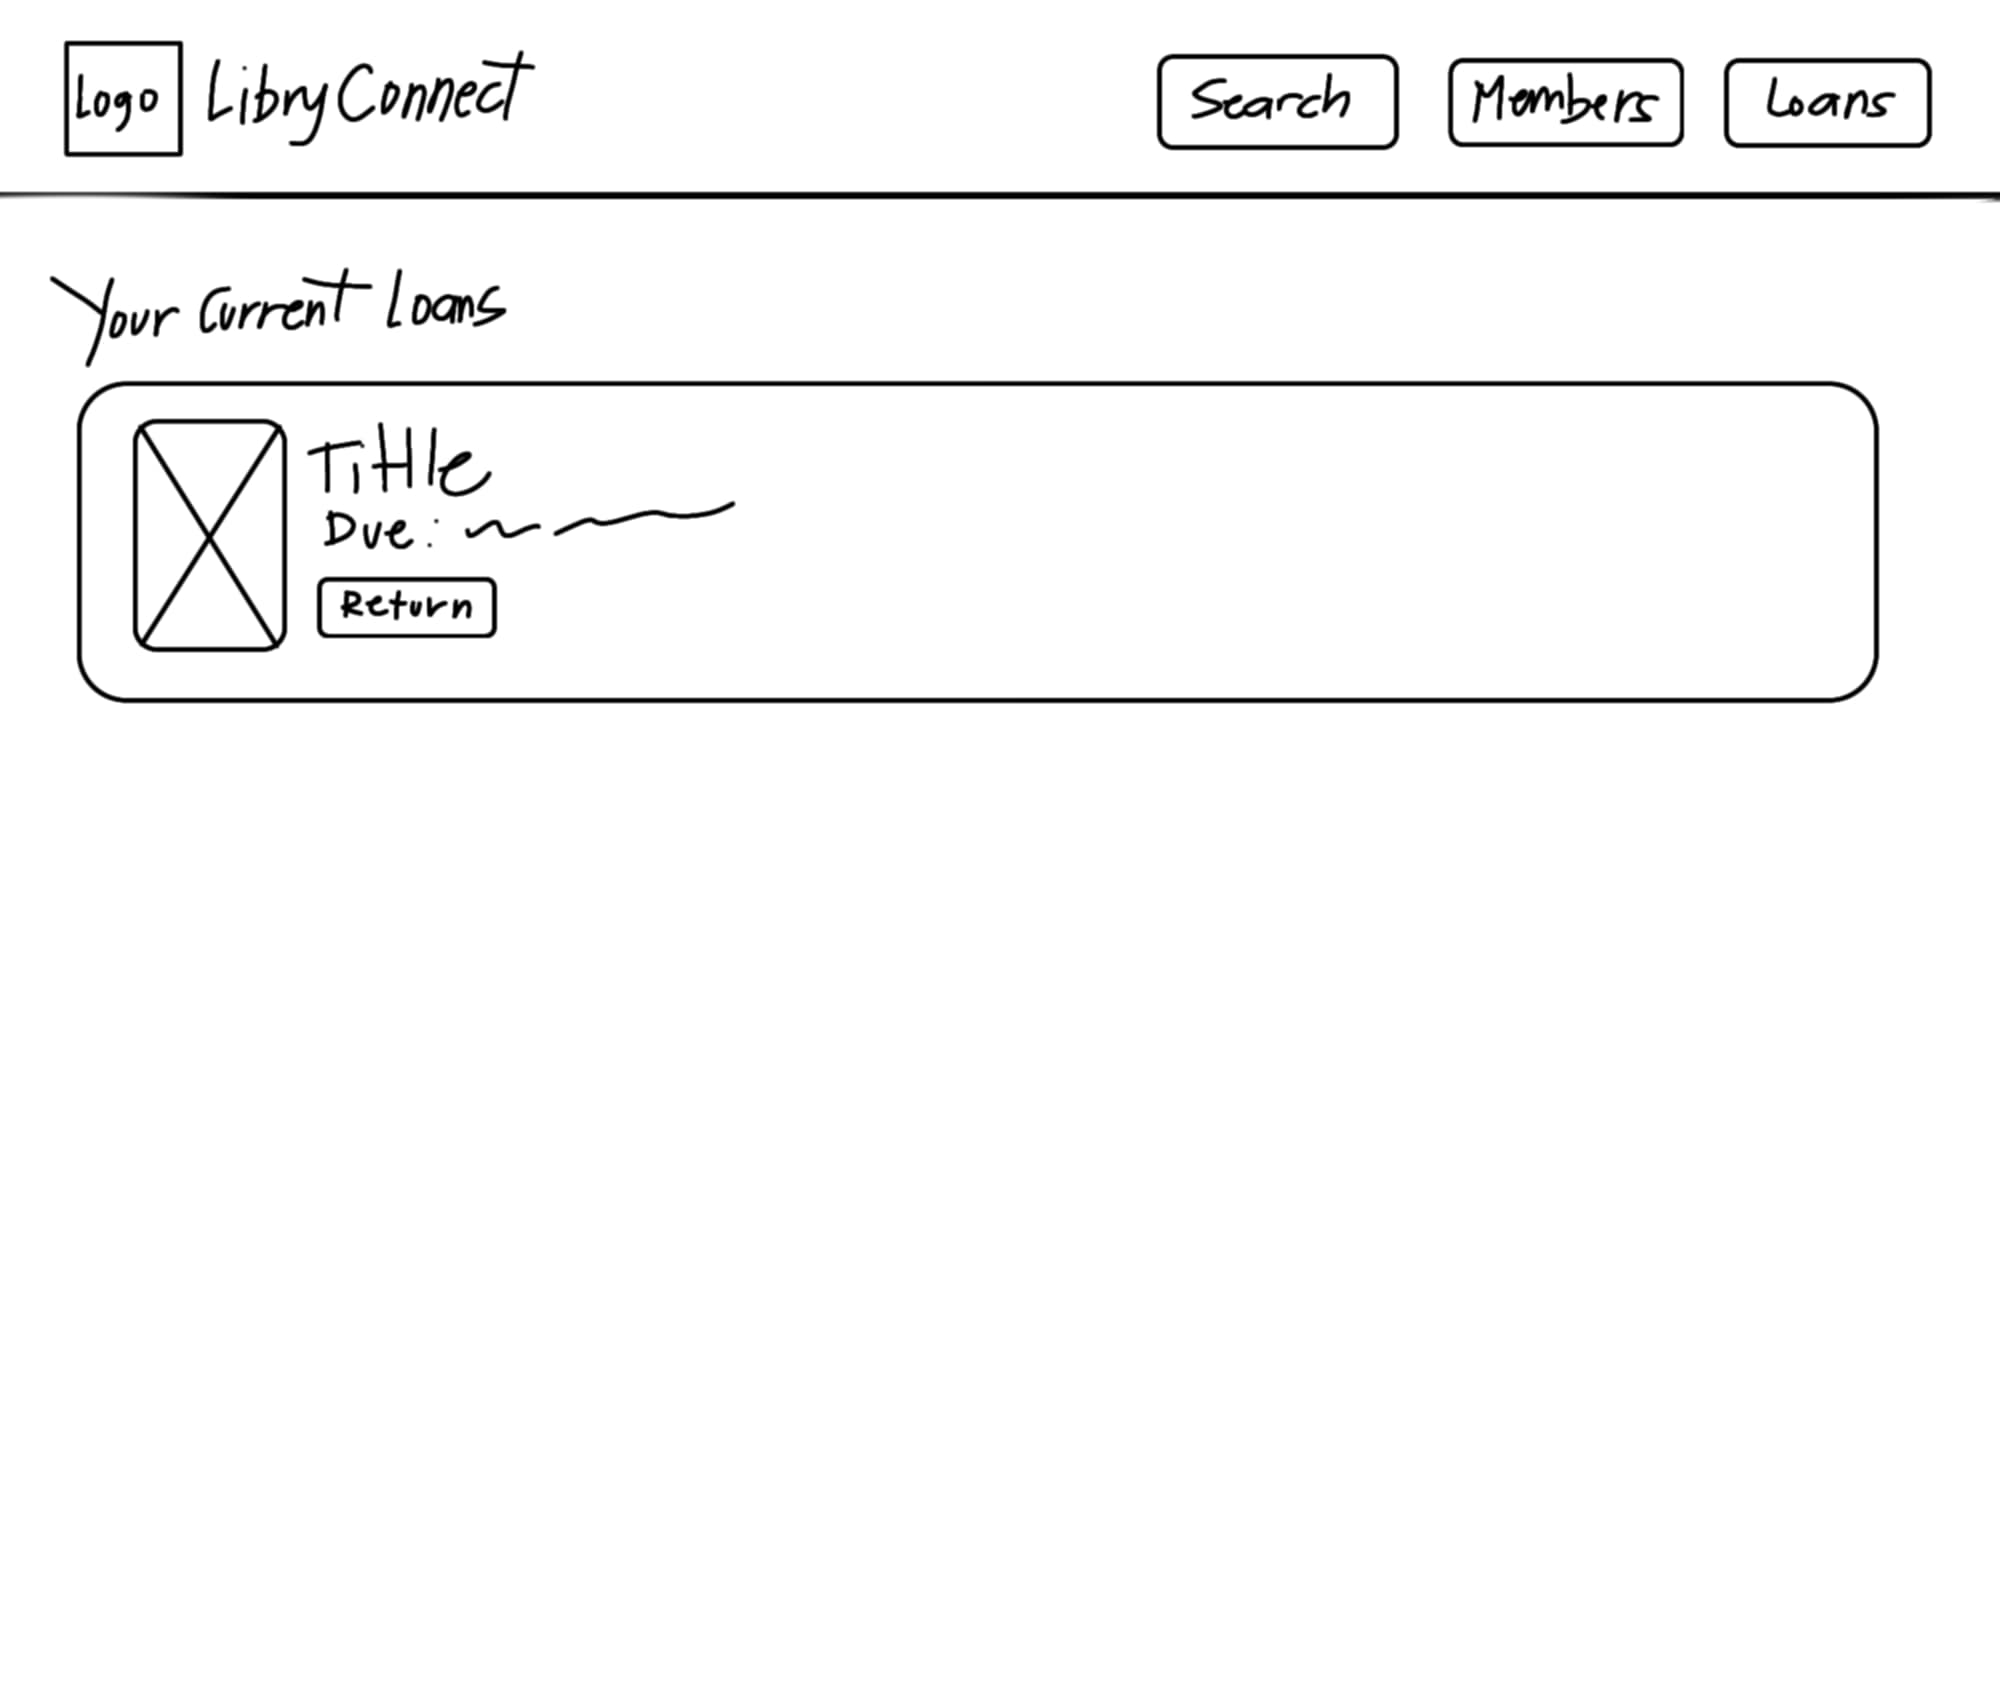 Logo LibryConnect Search Members Loans
Your Current Loans
Title
Due:
Return